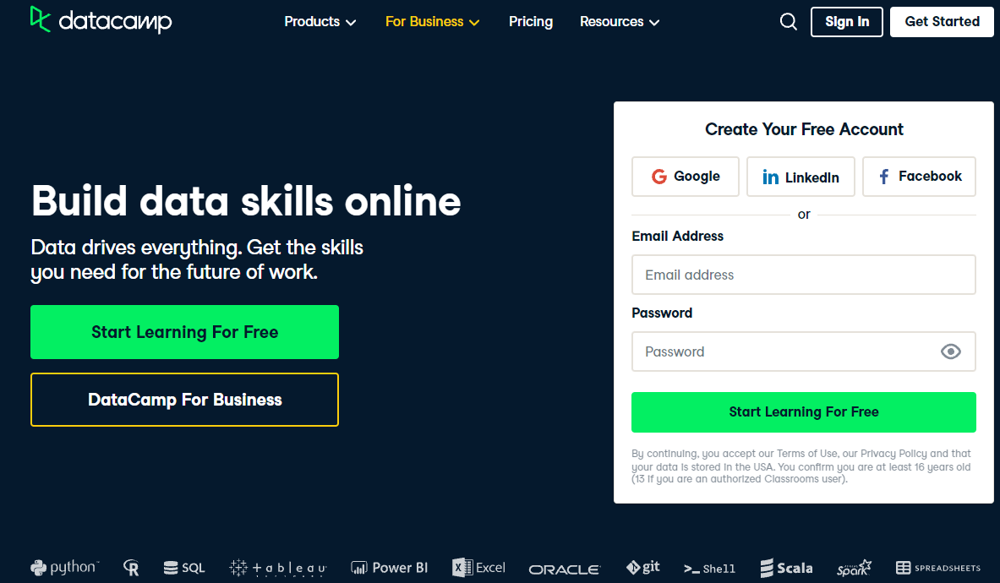 datacamp
Products For Business Pricing Resources Sign In Get Started
Create Your Free Account
Google LinkedIn Facebook
or
Build data skills online
Data drives everything. Get the skills
you need for the future of work.
Start Learning For Free
DataCamp For Business
Email Address
Email address
Password
Password
Start Learning For Free
By continuing, you accept our Terms of Use, our Privacy Policy and that
your data is stored in the USA. You confirm you are at least 16 years old
(13 if you are an authorized Classrooms user).
python R SQL +ableau Power BI X Excel ORACLE git >_Shell Scala Spark SPREADSHEETS